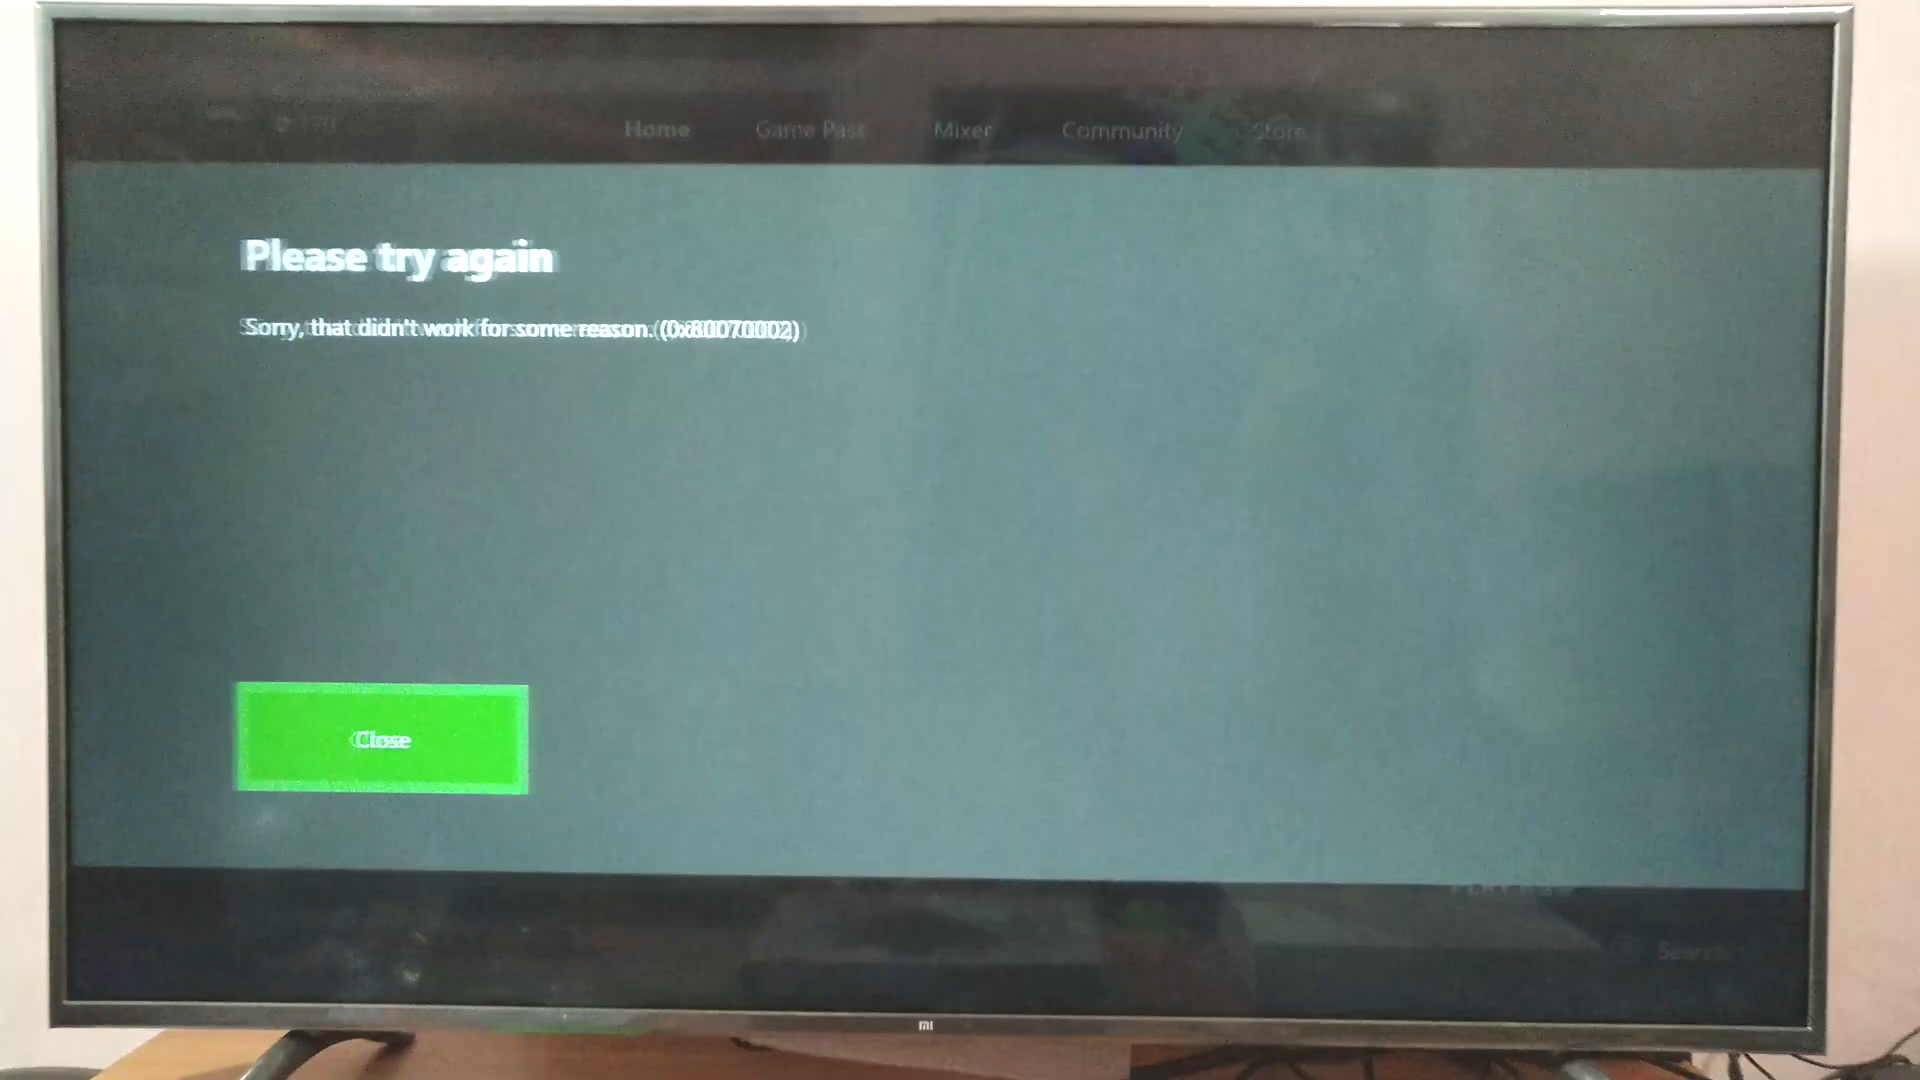 Home Game Pass Mixer Community Store
Please try again
Sorry, that didn't work for some reason. (0x80070002)
Close
Search
mi